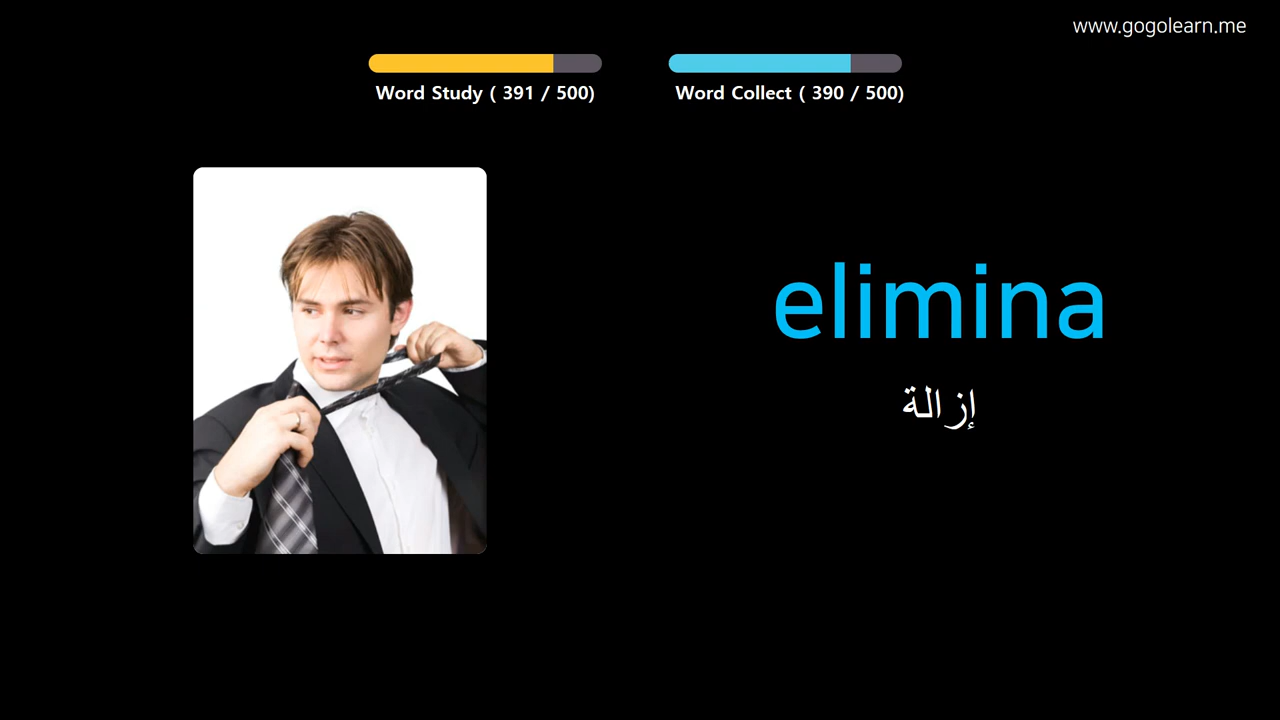 www.gogolearn.me
Word Study ( 391 / 500)
Word Collect ( 390 / 500)
elimina
إزالة